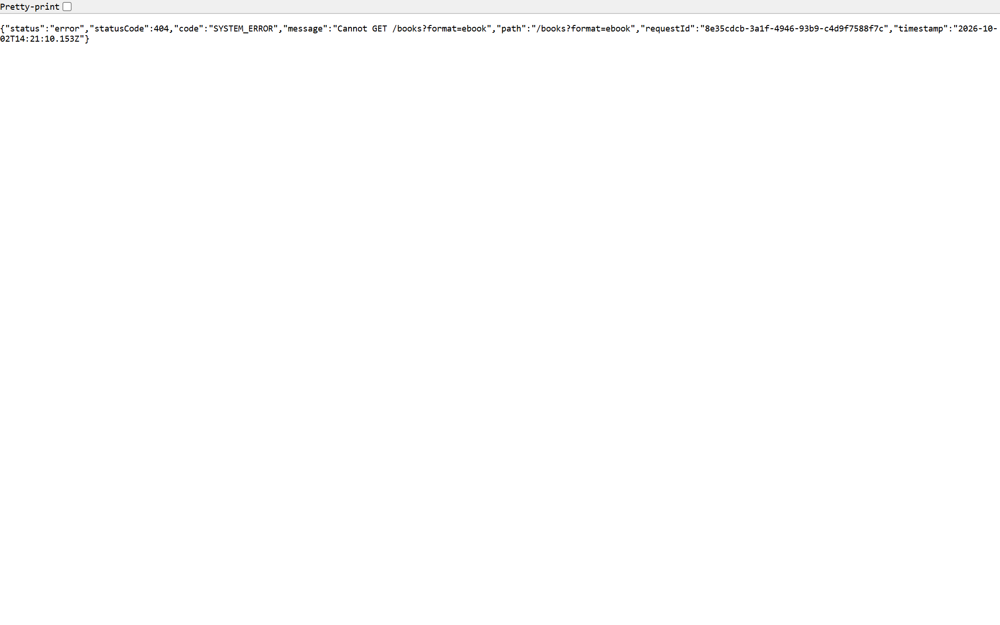 Pretty-print
{"status":"error","statusCode":404,"code":"SYSTEM_ERROR","message":"Cannot GET /books?format=ebook","path":"/books?format=ebook","requestId":"8e35cdcb-3a1f-4946-93b9-c4d9f7588f7c","timestamp":"2026-10-
02T14:21:10.153Z"}